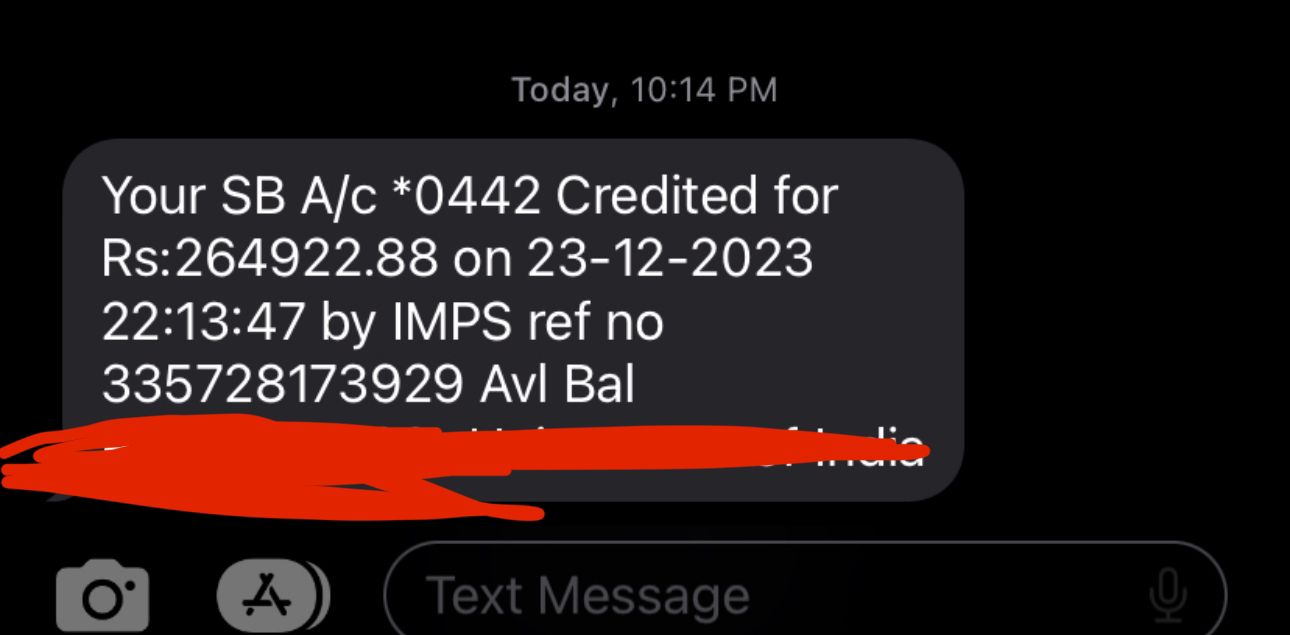 Today, 10:14 PM
Your SB A/c *0442 Credited for
Rs:264922.88 on 23-12-2023
22:13:47 by IMPS ref no
335728173929 Avl Bal
of India
Text Message